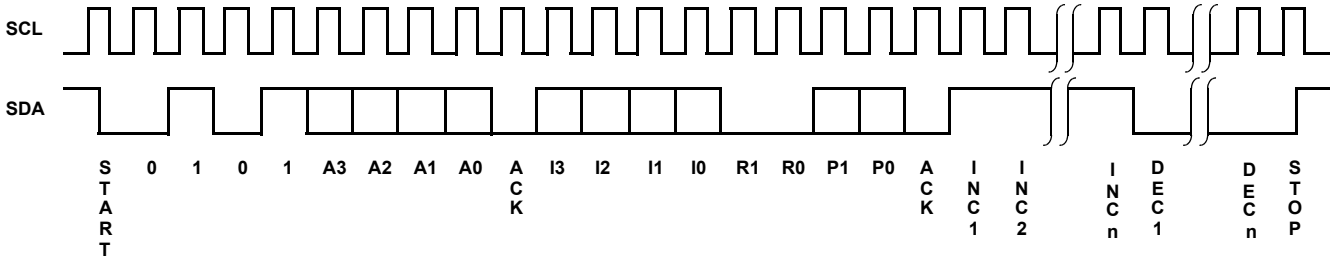 SCL
SDA
START 0 1 0 1 A3 A2 A1 A0 ACK I3 I2 I1 I0 R1 R0 P1 P0 ACK INC1 INC2 INCn DEC1 DECn STOP